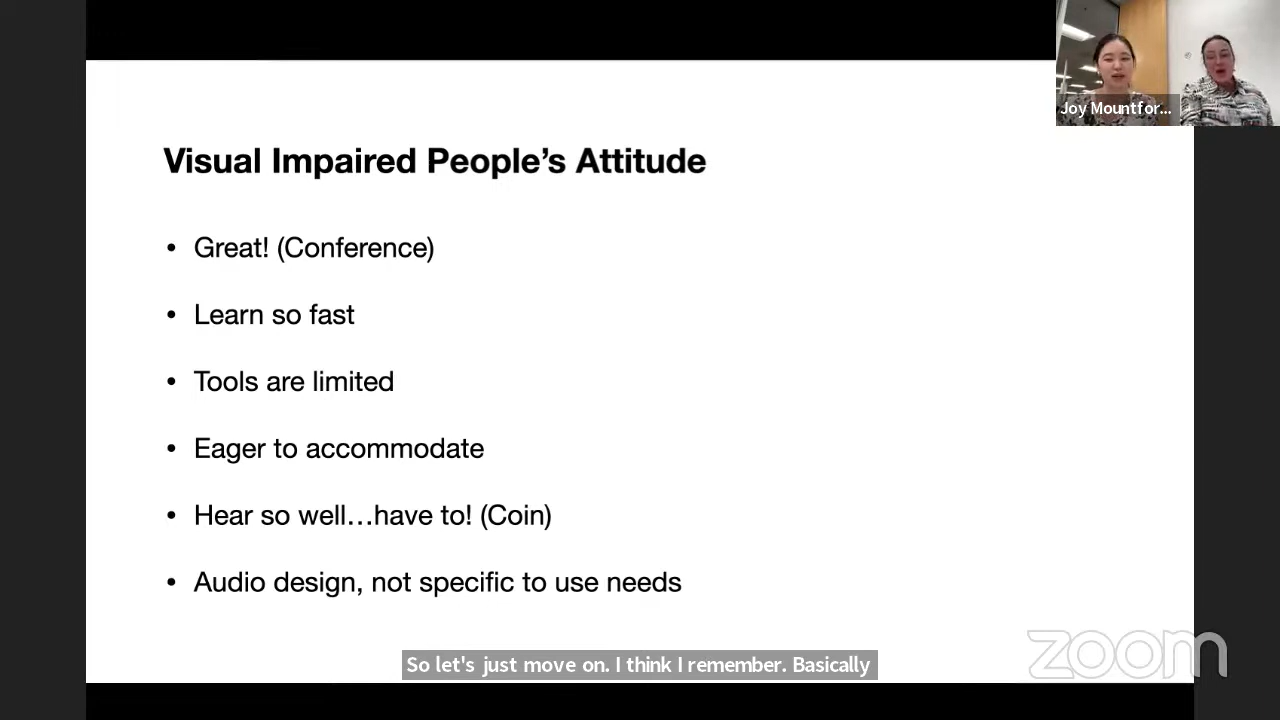 Joy Mountfor...
Visual Impaired People’s Attitude
• Great! (Conference)
• Learn so fast
• Tools are limited
• Eager to accommodate
• Hear so well…have to! (Coin)
• Audio design, not specific to use needs
So let's just move on. I think I remember. Basically
zoom